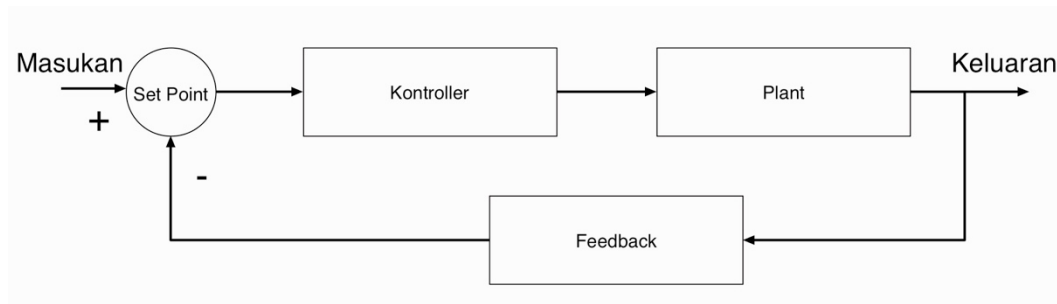 Masukan
+
Set Point
Kontroller
Plant
Keluaran
-
Feedback